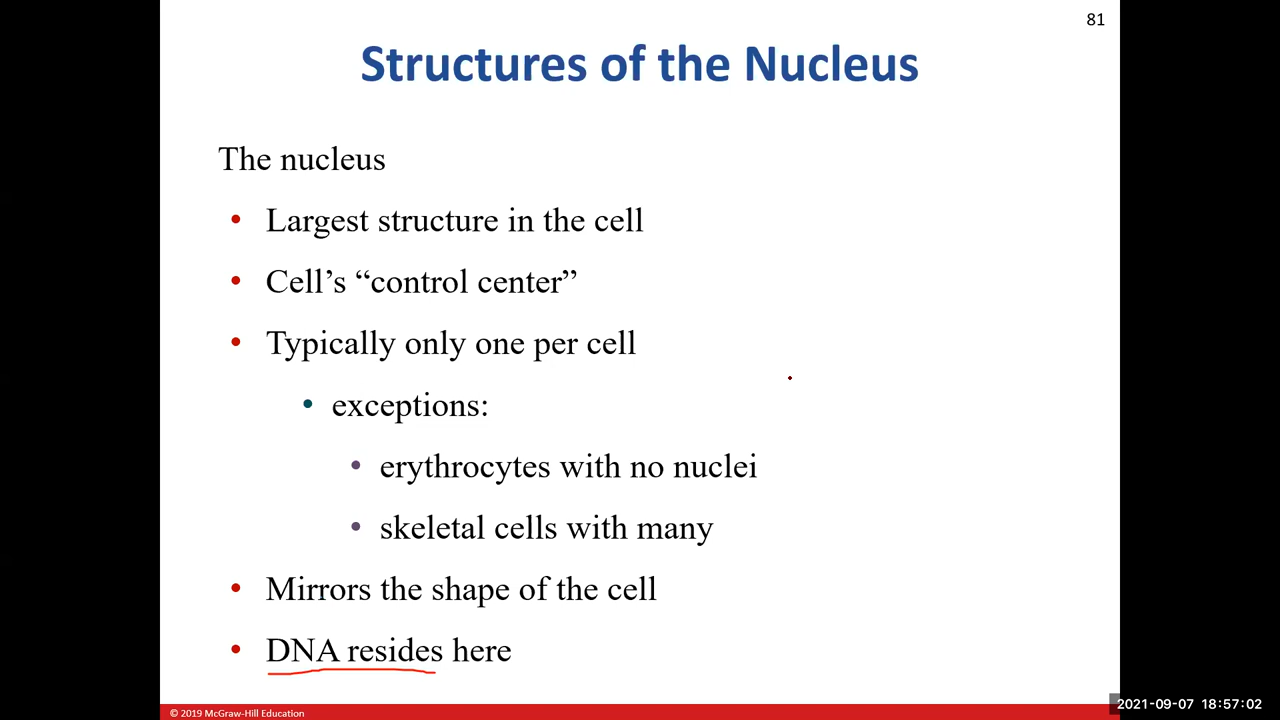 81
Structures of the Nucleus
The nucleus
• Largest structure in the cell
• Cell’s “control center”
• Typically only one per cell
• exceptions:
• erythrocytes with no nuclei
• skeletal cells with many
• Mirrors the shape of the cell
• DNA resides here
© 2019 McGraw-Hill Education
2021-09-07 18:57:02